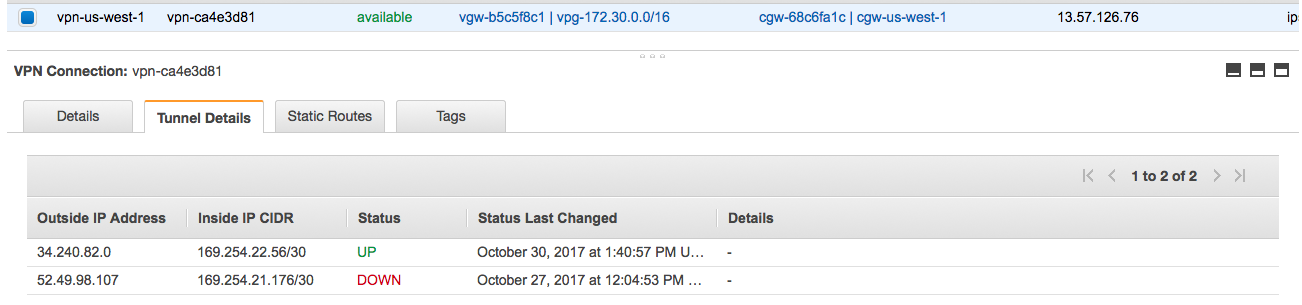 vpn-us-west-1 vpn-ca4e3d81 available vgw-b5c5f8c1 | vpg-172.30.0.0/16 cgw-68c6fa1c | cgw-us-west-1 13.57.126.76 ips
VPN Connection: vpn-ca4e3d81
Details Tunnel Details Static Routes Tags
1 to 2 of 2
Outside IP Address Inside IP CIDR Status Status Last Changed Details
34.240.82.0 169.254.22.56/30 UP October 30, 2017 at 1:40:57 PM U... -
52.49.98.107 169.254.21.176/30 DOWN October 27, 2017 at 12:04:53 PM ... -